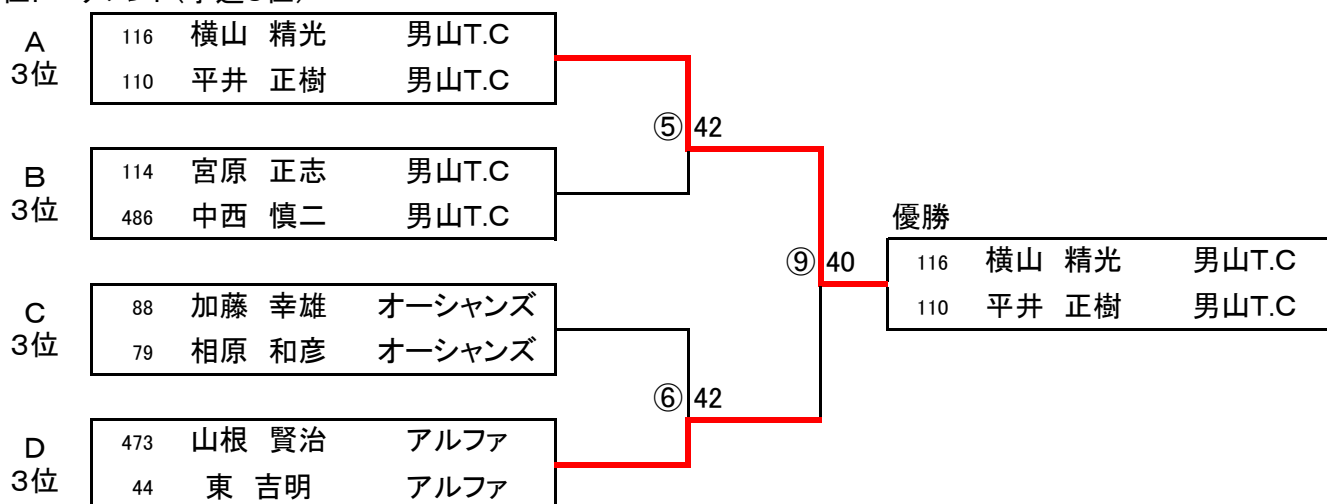 A
3位
116 横山 精光 男山T.C
110 平井 正樹 男山T.C
⑤ 42
B
3位
114 宮原 正志 男山T.C
486 中西 慎二 男山T.C
優勝
⑨ 40
116 横山 精光 男山T.C
110 平井 正樹 男山T.C
C
3位
88 加藤 幸雄 オーシャンズ
79 相原 和彦 オーシャンズ
⑥ 42
D
3位
473 山根 賢治 アルファ
44 東 吉明 アルファ